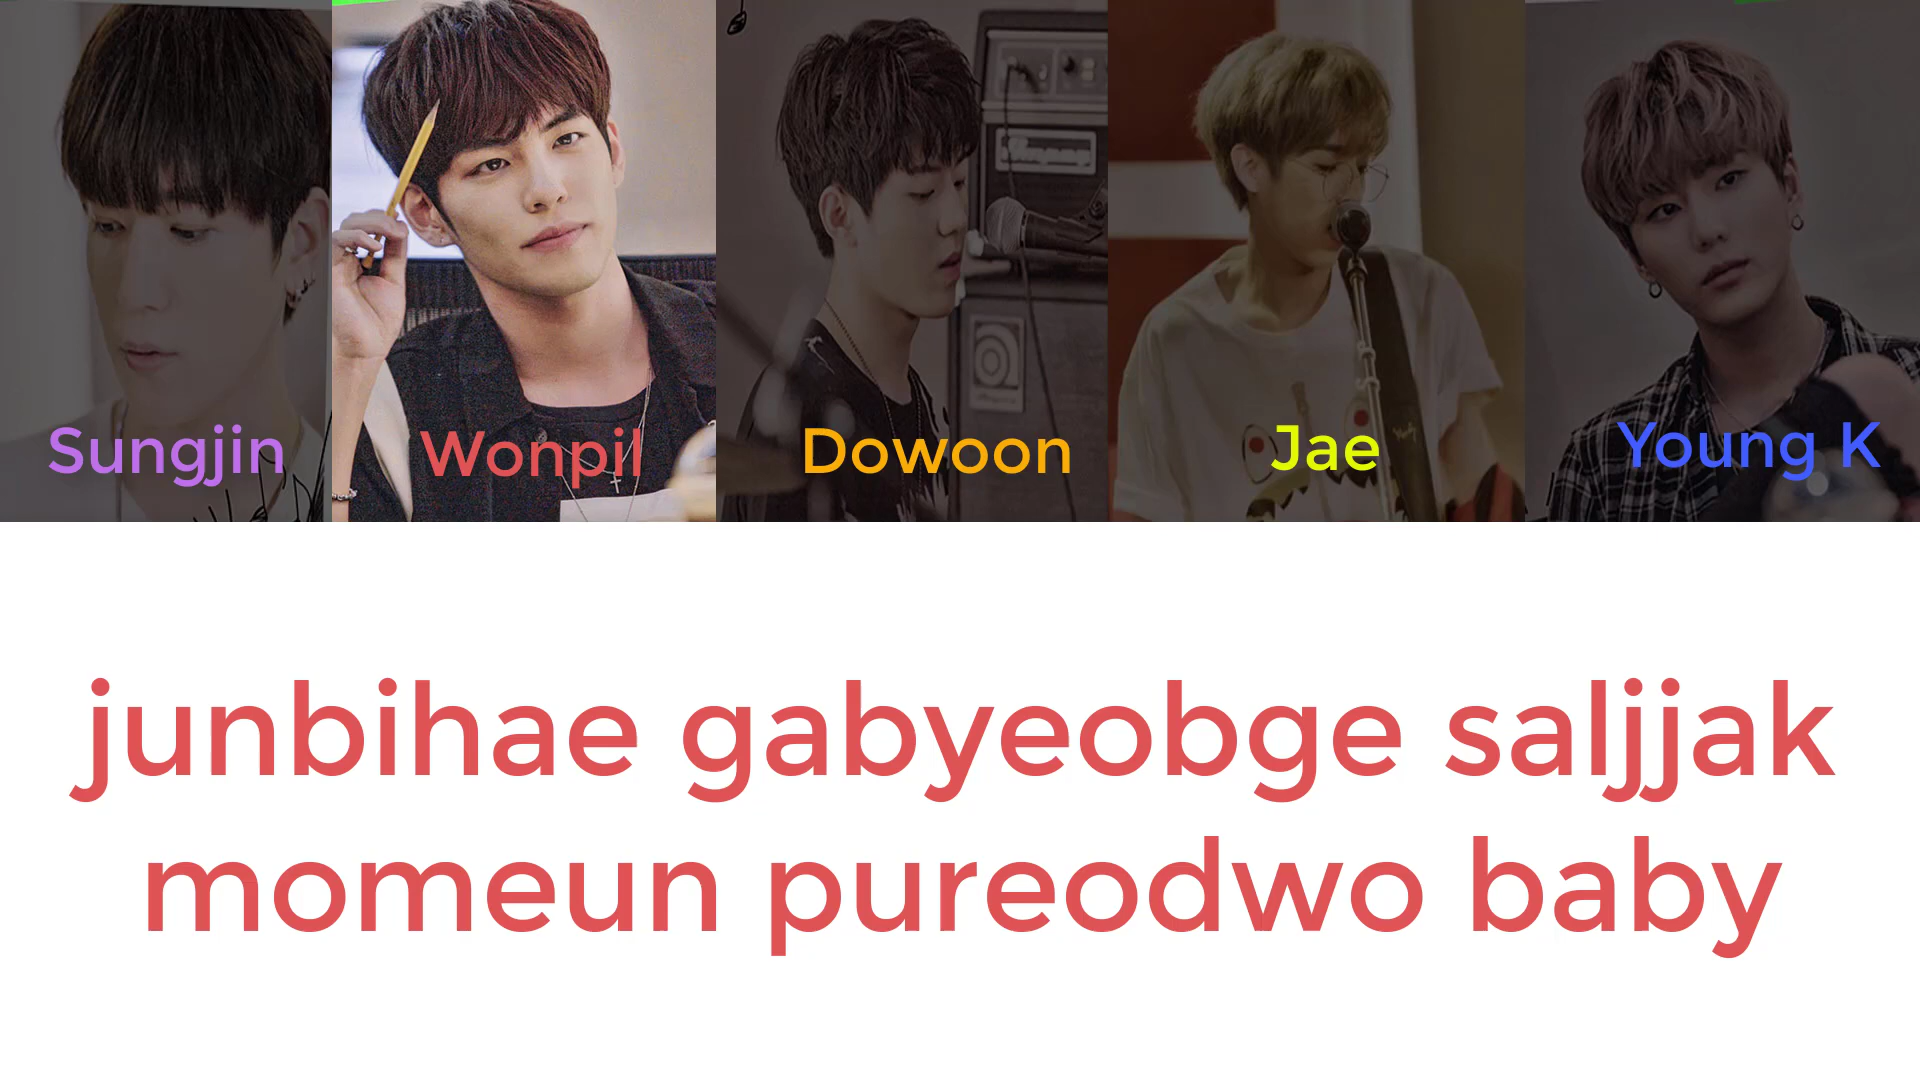 Sungjin Wonpil Dowoon Jae Young K
junbihae gabyeobge saljjak
momeun pureodwo baby